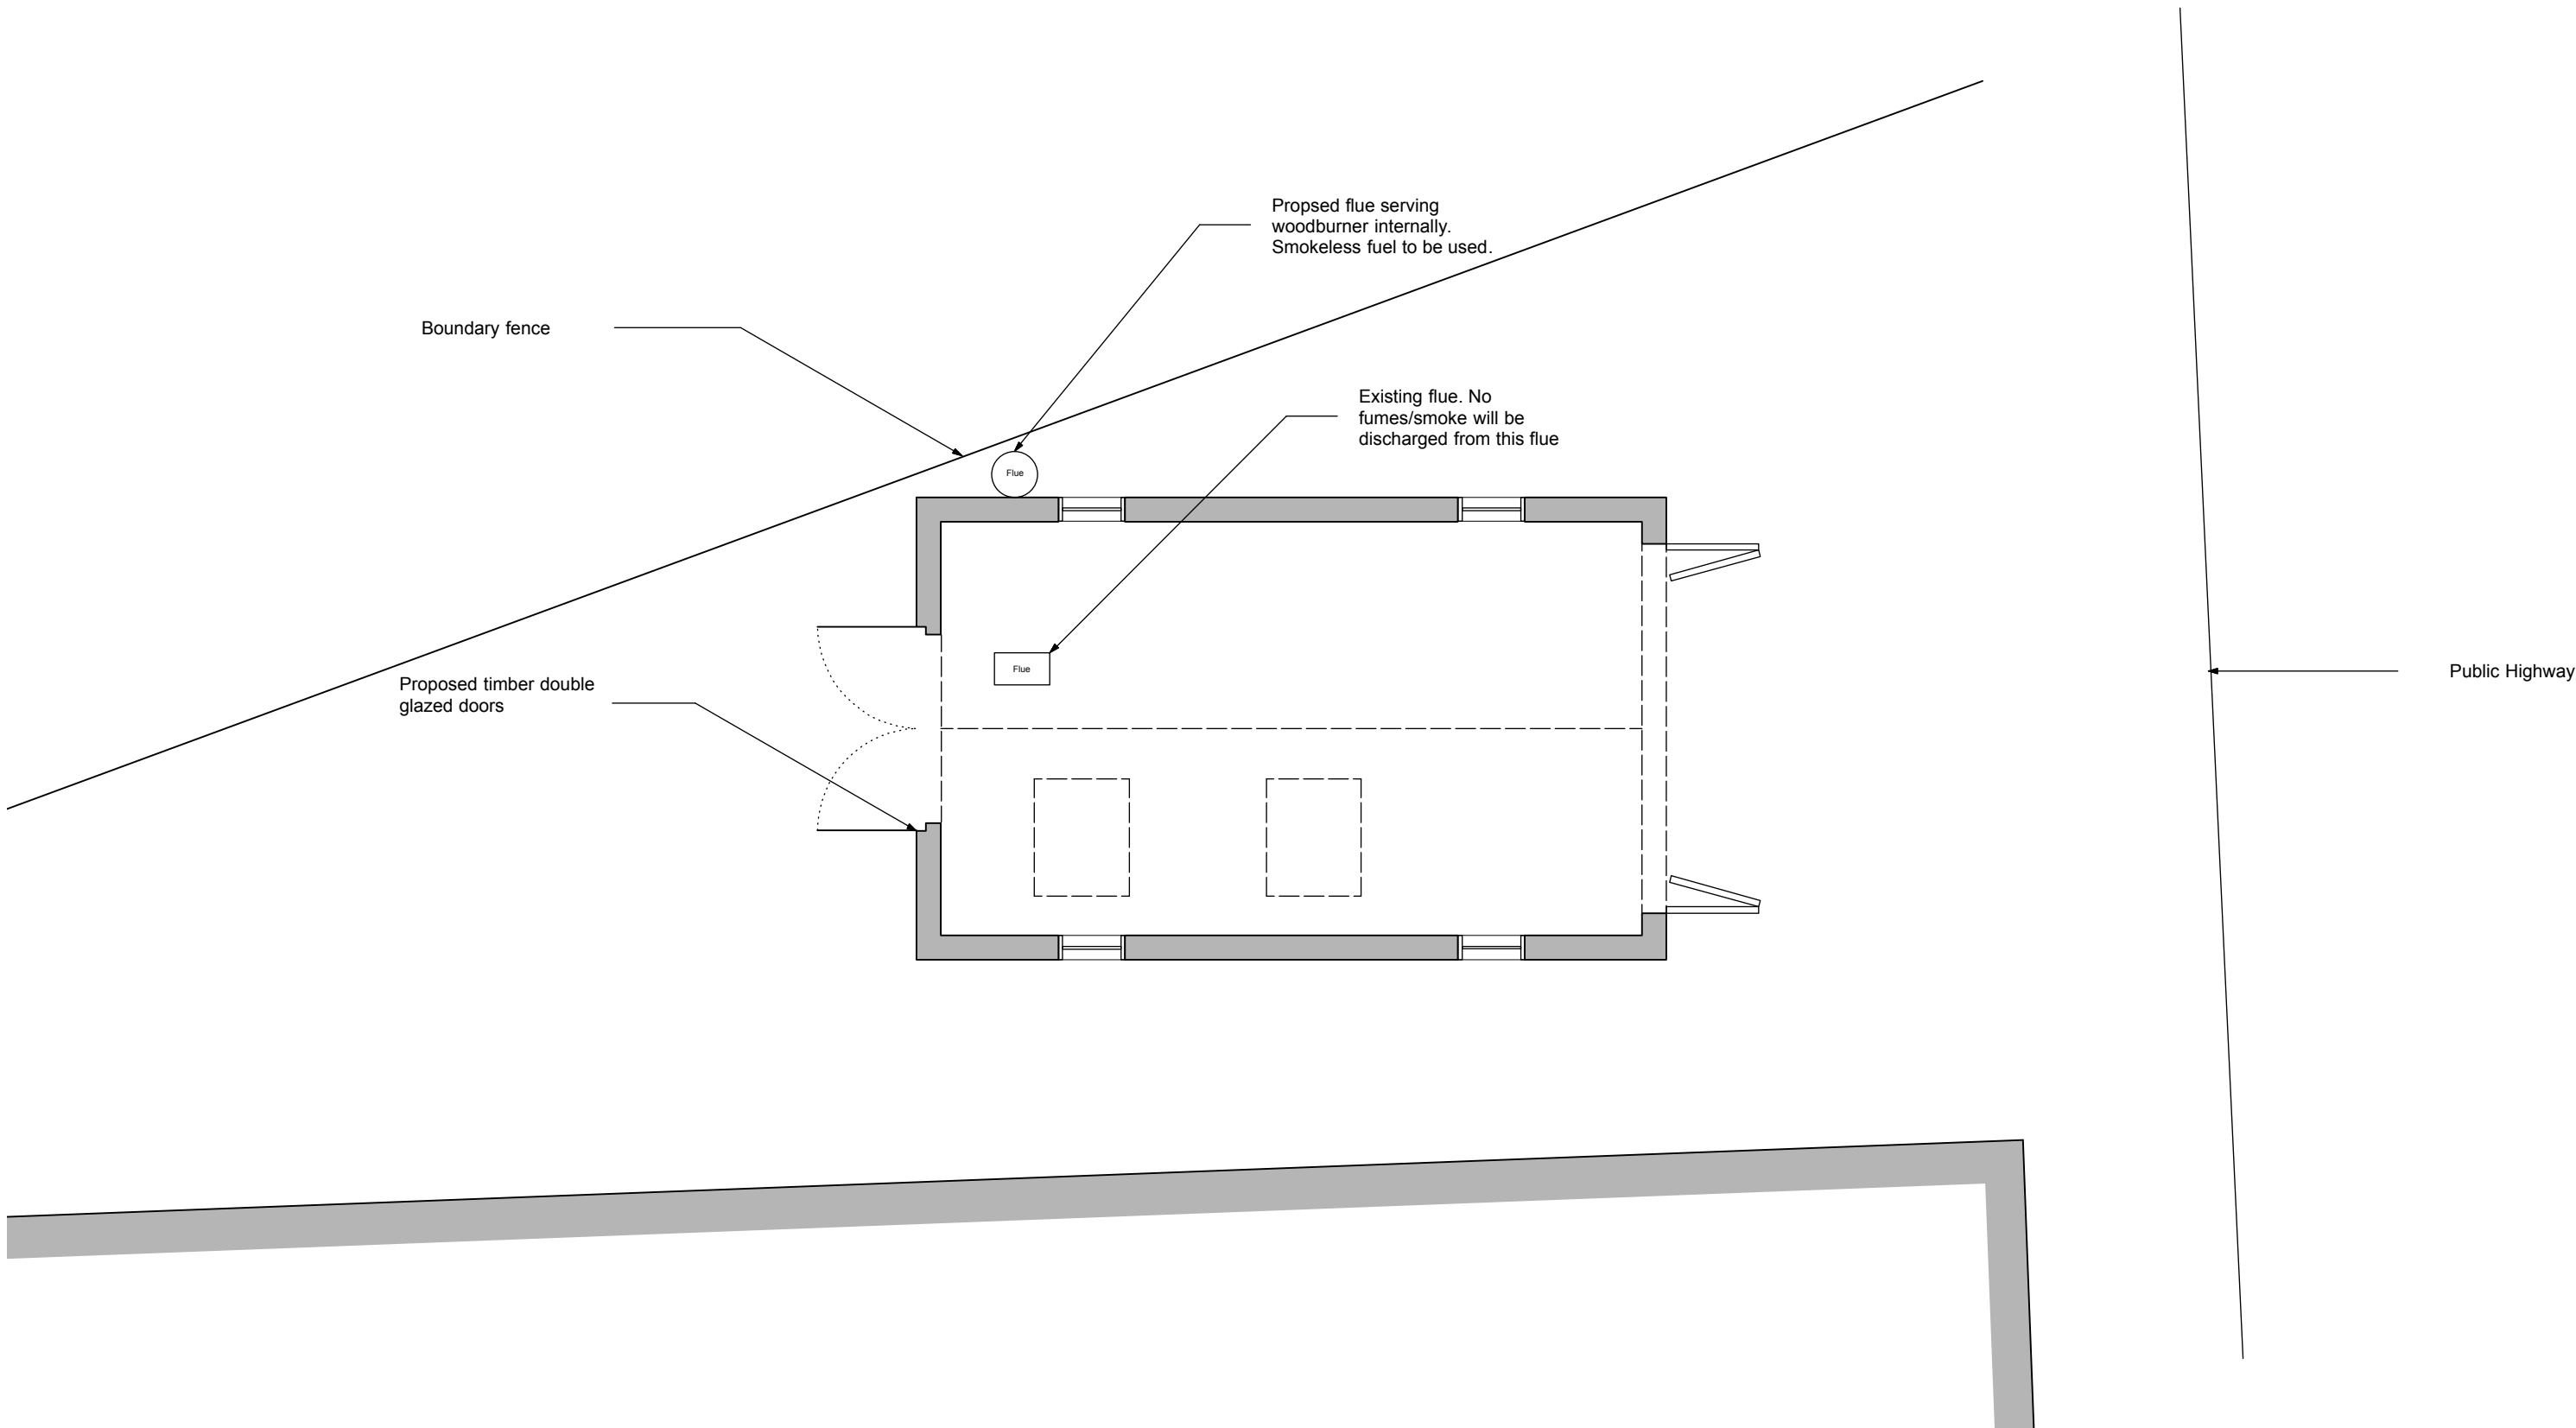 Propsed flue serving
woodburner internally.
Smokeless fuel to be used.
Boundary fence
Existing flue. No
fumes/smoke will be
discharged from this flue
Flue
Flue
Public Highway
Proposed timber double
glazed doors